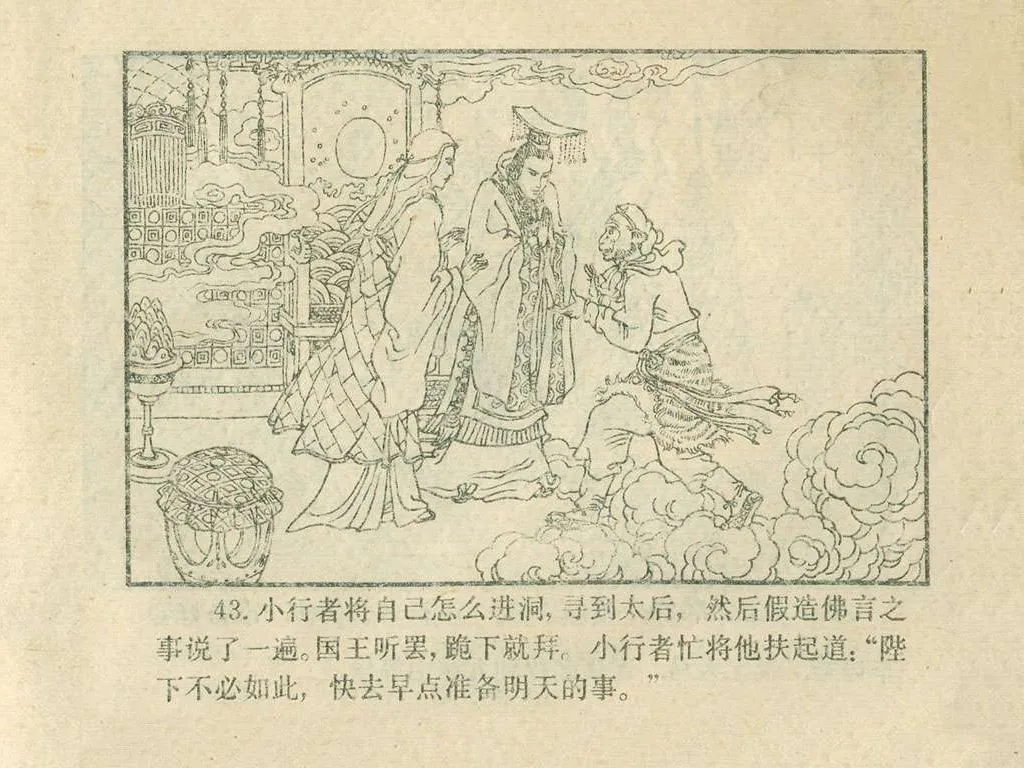 43. 小行者将自己怎么进洞, 寻到太后, 然后假造佛言之
事说了一遍。国王听罢, 跪下就拜。小行者忙将他扶起道: “陛
下不必如此, 快去早点准备明天的事。”